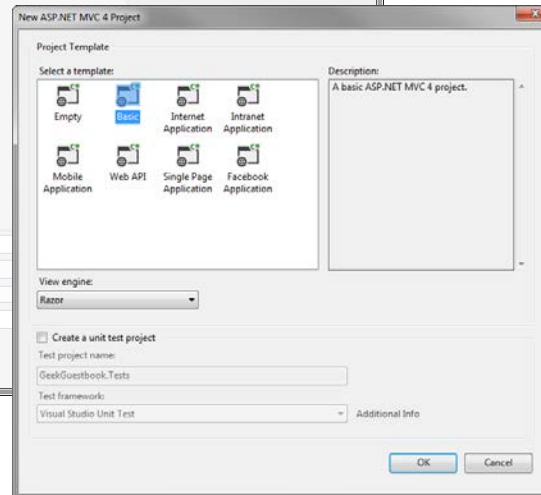 New ASP.NET MVC 4 Project
Project Template
Select a template:
Description:
Empty
Basic
Internet Application
Intranet Application
Mobile Application
Web API
Single Page Application
Facebook Application
A basic ASP.NET MVC 4 project.
View engine:
Razor
Create a unit test project
Test project name:
GeekGuestbook.Tests
Test framework:
Visual Studio Unit Test
Additional Info
OK
Cancel